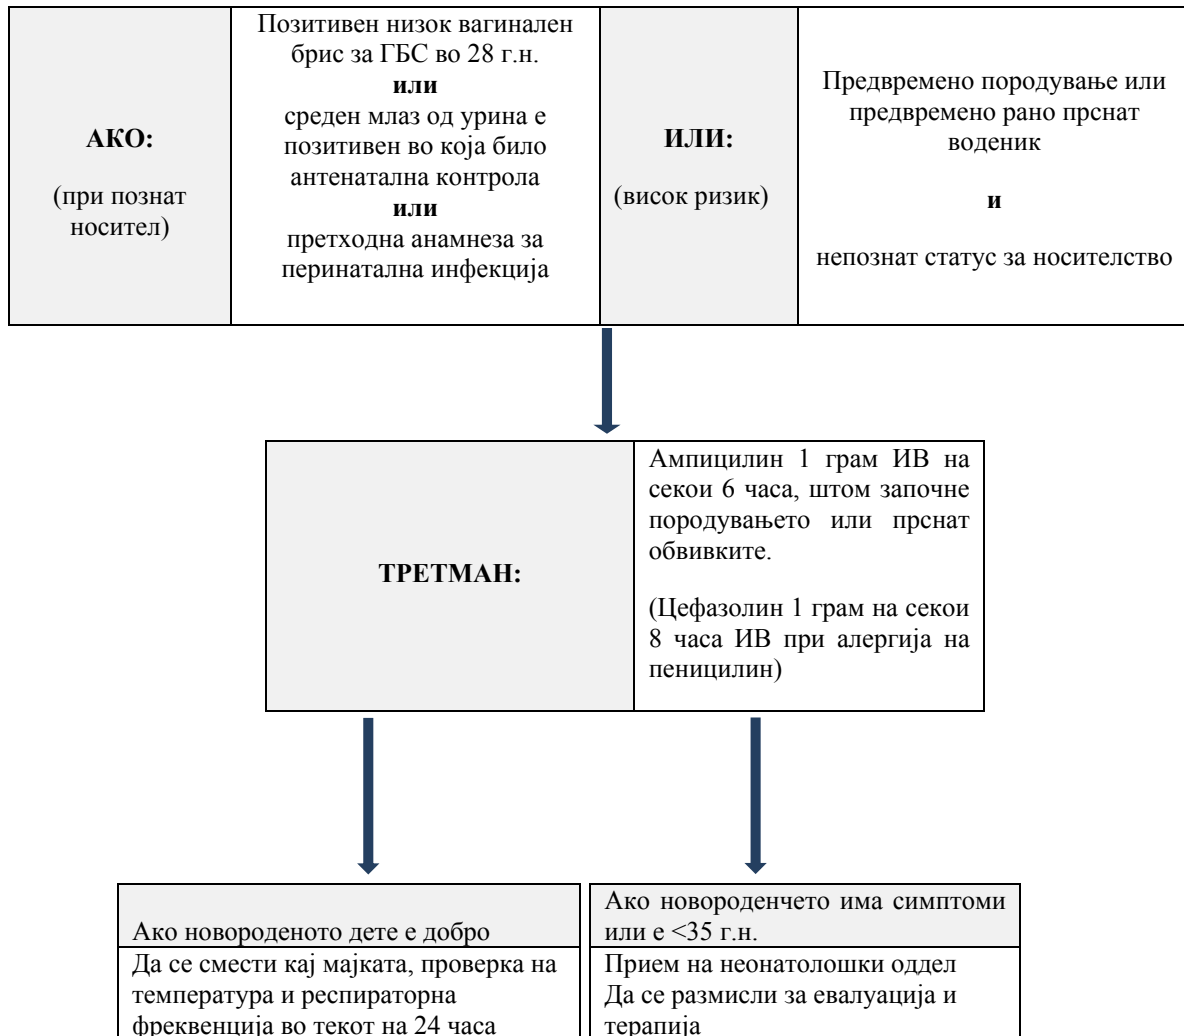 АКО:
(при познат
носител)
Позитивен низок вагинален
брис за ГБС во 28 г.н.
или
среден млаз од урина е
позитивен во која било
антенатална контрола
или
претходна анамнеза за
перинатална инфекција
ИЛИ:
(висок ризик)
Предвремено породување или
предвремено рано прснат
воденик
и
непознат статус за носителство
ТРЕТМАН:
Ампицилин 1 грам ИВ на
секои 6 часа, штом започне
породувањето или прснат
обвивките.
(Цефазолин 1 грам на секои
8 часа ИВ при алергија на
пеницилин)
Ако новороденото дете е добро
Да се смести кај мајката, проверка на
температура и респираторна
фреквенција во текот на 24 часа
Ако новороденчето има симптоми
или е <35 г.н.
Прием на неонатолошки оддел
Да се размисли за евалуација и
терапија